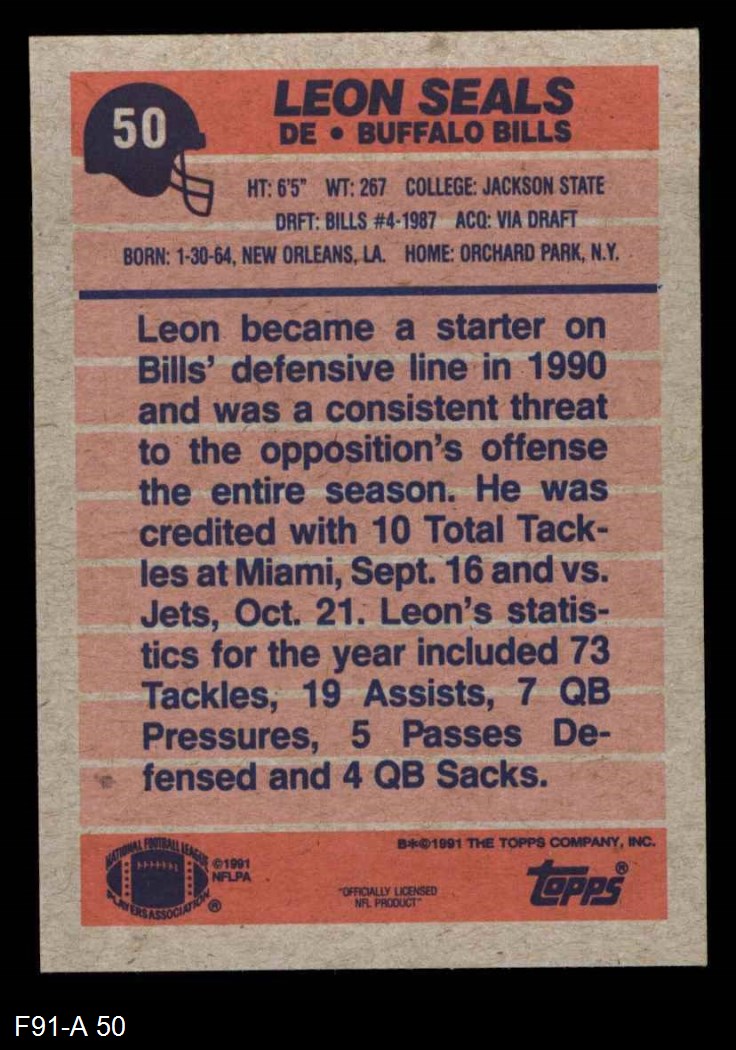 50
LEON SEALS
DE • BUFFALO BILLS
HT: 6'5" WT: 267 COLLEGE: JACKSON STATE
DRFT: BILLS #4-1987 ACQ: VIA DRAFT
BORN: 1-30-64, NEW ORLEANS, LA. HOME: ORCHARD PARK, N.Y.
Leon became a starter on
Bills' defensive line in 1990
and was a consistent threat
to the opposition's offense
the entire season. He was
credited with 10 Total Tack-
les at Miami, Sept. 16 and vs.
Jets, Oct. 21. Leon's statis-
tics for the year included 73
Tackles, 19 Assists, 7 QB
Pressures, 5 Passes De-
fensed and 4 QB Sacks.
B*©1991 THE TOPPS COMPANY, INC.
NATIONAL FOOTBALL LEAGUE
PLAYERS ASSOCIATION ®
©1991
NFLPA
"OFFICIALLY LICENSED
NFL PRODUCT"
topps®
F91-A 50